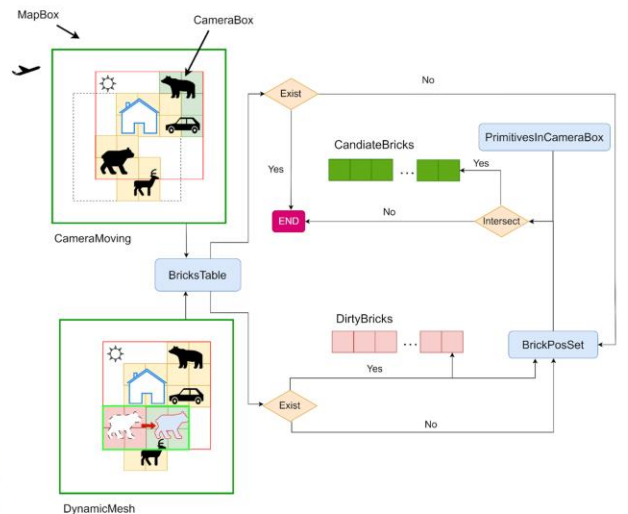 MapBox
CameraBox
CameraMoving
Exist
No
Yes
CandiateBricks
...
Yes
PrimitivesInCameraBox
END
No
Intersect
BricksTable
DirtyBricks
...
Yes
BrickPosSet
Exist
No
DynamicMesh